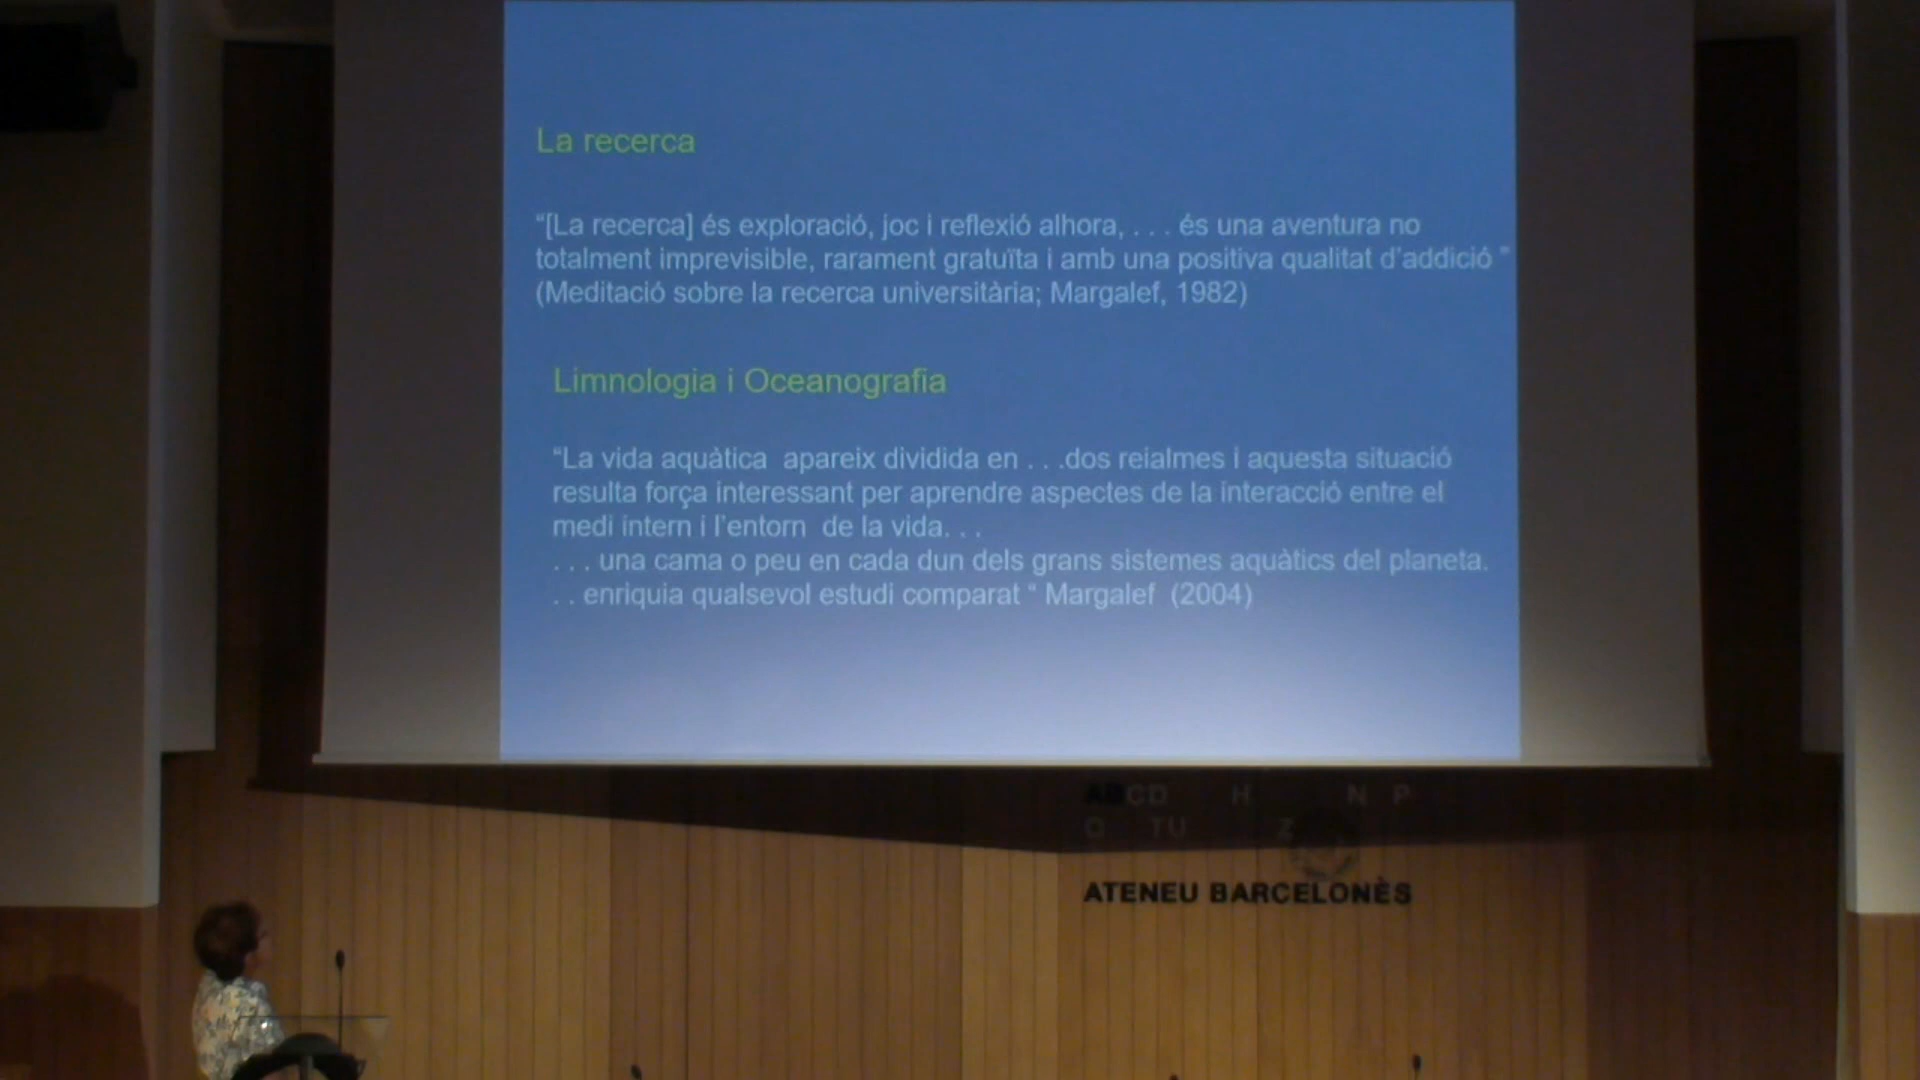 La recerca
“[La recerca] és exploració, joc i reflexió alhora, . . . és una aventura no
totalment imprevisible, rarament gratuïta i amb una positiva qualitat d’addició ”
(Meditació sobre la recerca universitària; Margalef, 1982)
Limnologia i Oceanografia
“La vida aquàtica apareix dividida en . . .dos reialmes i aquesta situació
resulta força interessant per aprendre aspectes de la interacció entre el
medi intern i l’entorn de la vida. . .
. . . una cama o peu en cada dun dels grans sistemes aquàtics del planeta.
. . enriquia qualsevol estudi comparat “ Margalef (2004)
ABCD H N P
Q TU Z
ATENEU BARCELONÈS